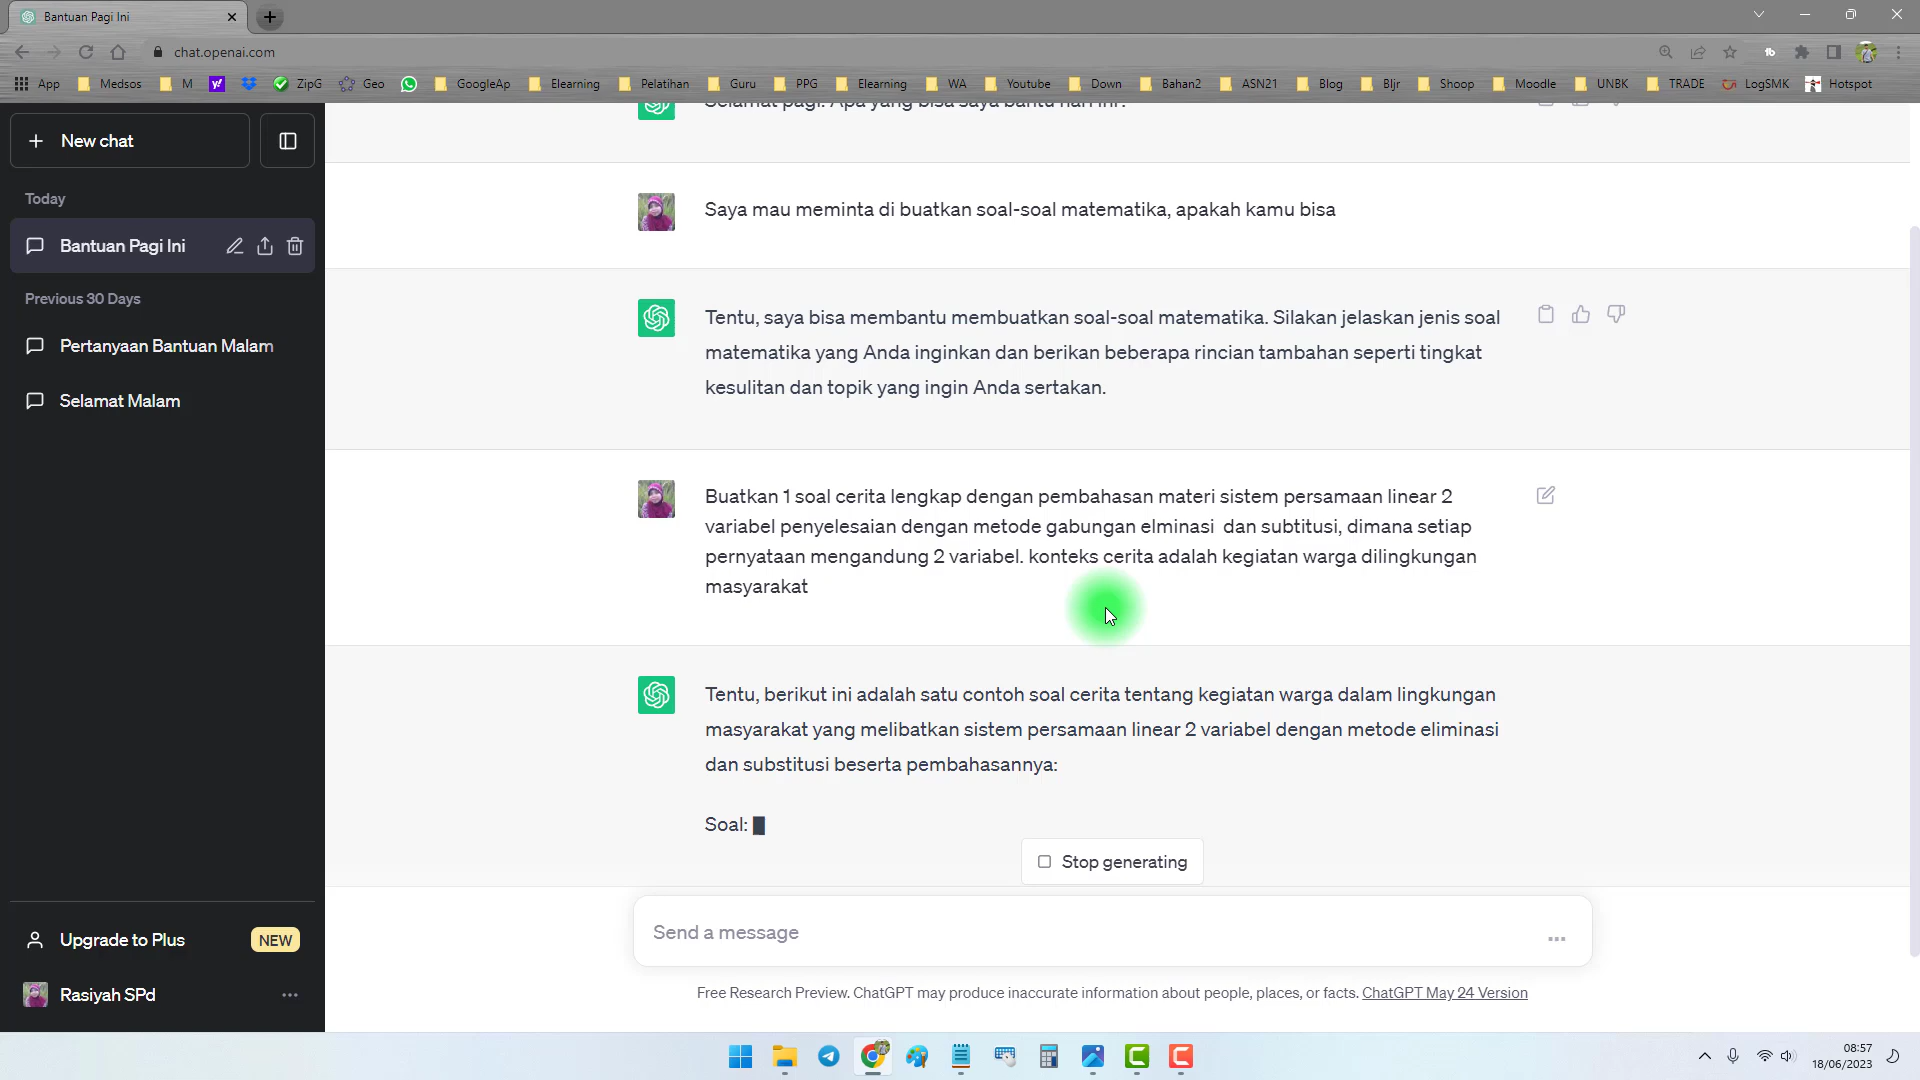 Bantuan Pagi Ini
chat.openai.com
App Medsos M ZipG Geo GoogleAp Elearning Pelatihan Guru PPG Elearning WA Youtube Down Bahan2 ASN21 Blog Bljr Shoop Moodle UNBK TRADE LogSMK Hotspot
New chat
Today
Bantuan Pagi Ini
Previous 30 Days
Pertanyaan Bantuan Malam
Selamat Malam
Upgrade to Plus NEW
Rasiyah SPd
Selamat pagi! Apa yang bisa saya bantu hari ini?
Saya mau meminta di buatkan soal-soal matematika, apakah kamu bisa
Tentu, saya bisa membantu membuatkan soal-soal matematika. Silakan jelaskan jenis soal
matematika yang Anda inginkan dan berikan beberapa rincian tambahan seperti tingkat
kesulitan dan topik yang ingin Anda sertakan.
Buatkan 1 soal cerita lengkap dengan pembahasan materi sistem persamaan linear 2
variabel penyelesaian dengan metode gabungan elminasi  dan subtitusi, dimana setiap
pernyataan mengandung 2 variabel. konteks cerita adalah kegiatan warga dilingkungan
masyarakat
Tentu, berikut ini adalah satu contoh soal cerita tentang kegiatan warga dalam lingkungan
masyarakat yang melibatkan sistem persamaan linear 2 variabel dengan metode eliminasi
dan substitusi beserta pembahasannya:
Soal:
Stop generating
Send a message
Free Research Preview. ChatGPT may produce inaccurate information about people, places, or facts. ChatGPT May 24 Version
08:57
18/06/2023